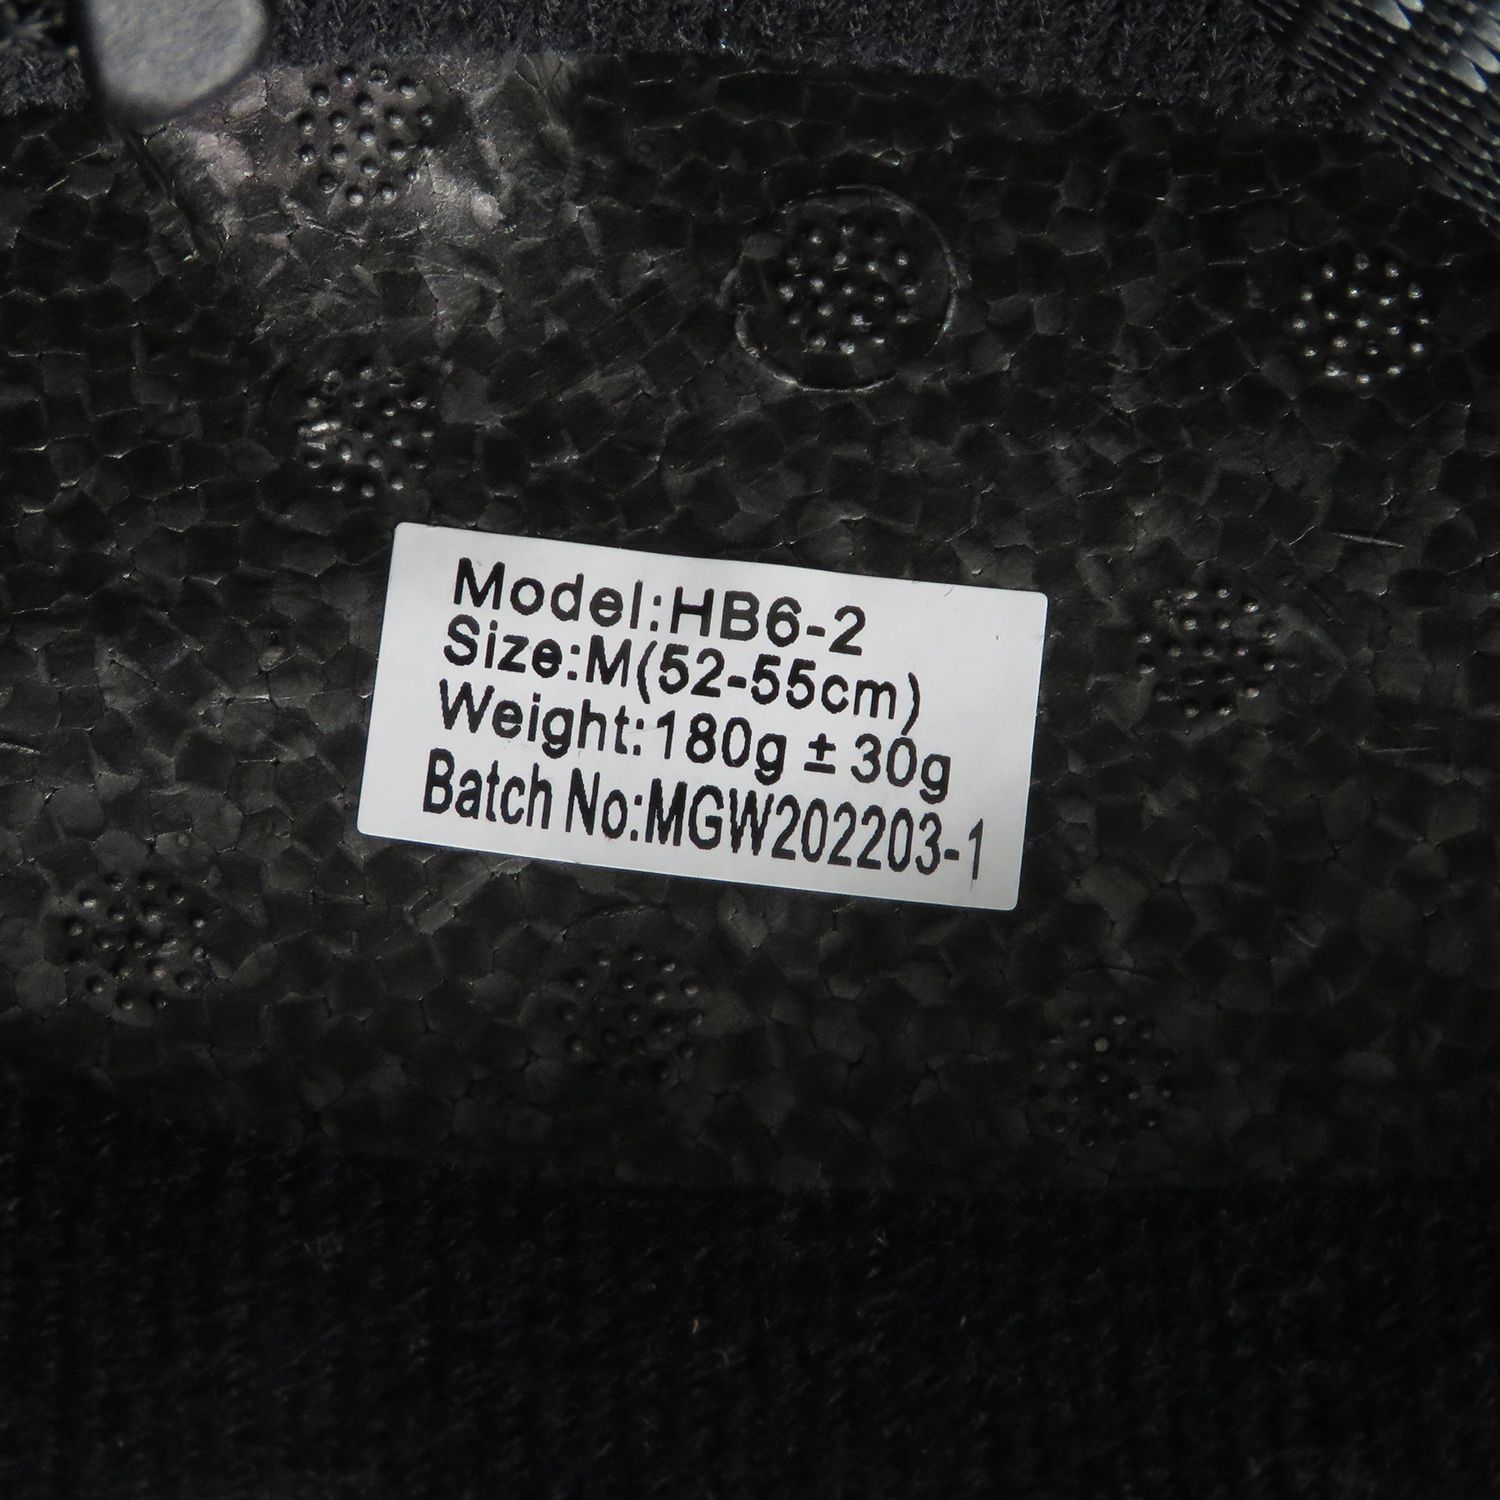 Model:HB6-2
Size:M(52-55cm)
Weight:180g ± 30g
Batch No:MGW202203-1